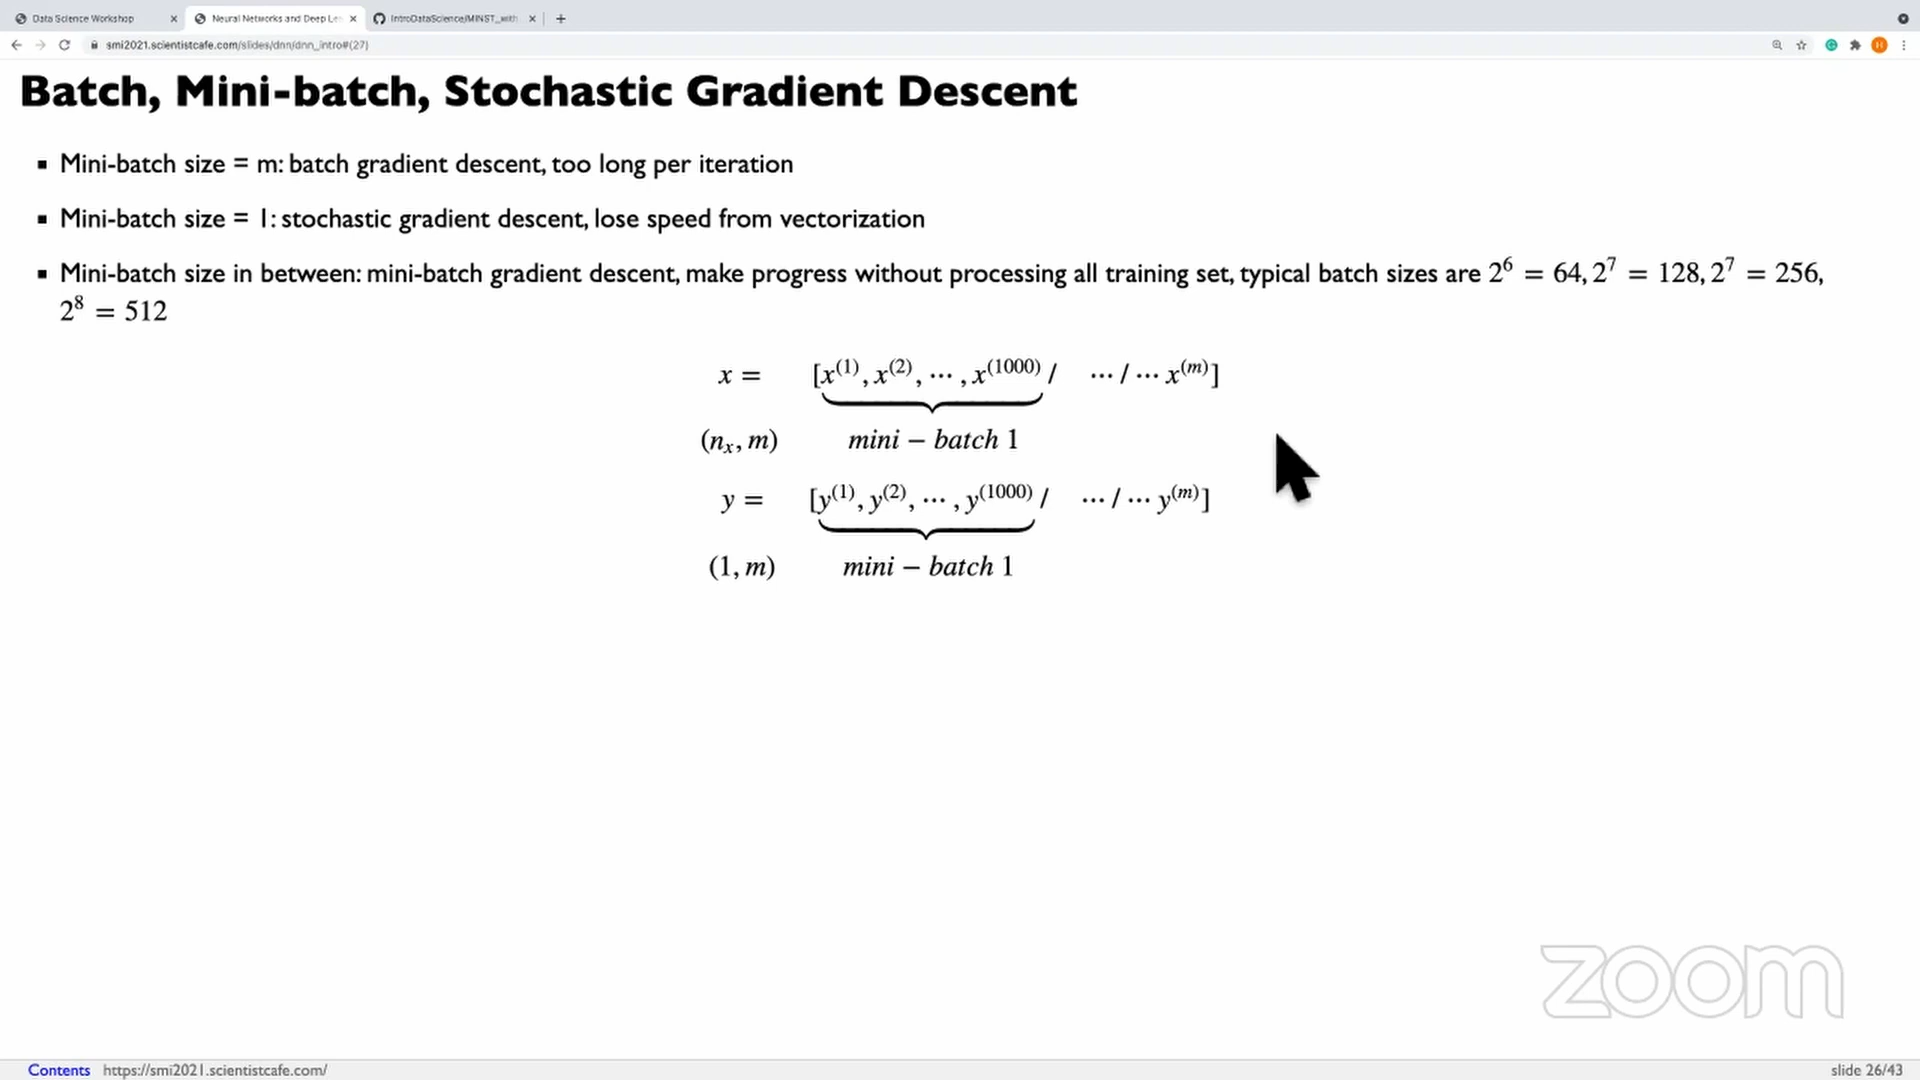 Data Science Workshop
Neural Networks and Deep Le
IntroDataScience/MINST_with
smi2021.scientistcafe.com/slides/dnn/dnn_intro#(27)
H
Batch, Mini-batch, Stochastic Gradient Descent
Mini-batch size = m: batch gradient descent, too long per iteration
Mini-batch size = 1: stochastic gradient descent, lose speed from vectorization
Mini-batch size in between: mini-batch gradient descent, make progress without processing all training set, typical batch sizes are 2^6 = 64, 2^7 = 128, 2^7 = 256,
2^8 = 512
x = [x^(1), x^(2), ⋯ , x^(1000) / ⋯ / ⋯ x^(m)]
(n_x, m) mini − batch 1
y = [y^(1), y^(2), ⋯ , y^(1000) / ⋯ / ⋯ y^(m)]
(1, m) mini − batch 1
zoom
Contents https://smi2021.scientistcafe.com/ slide 26/43